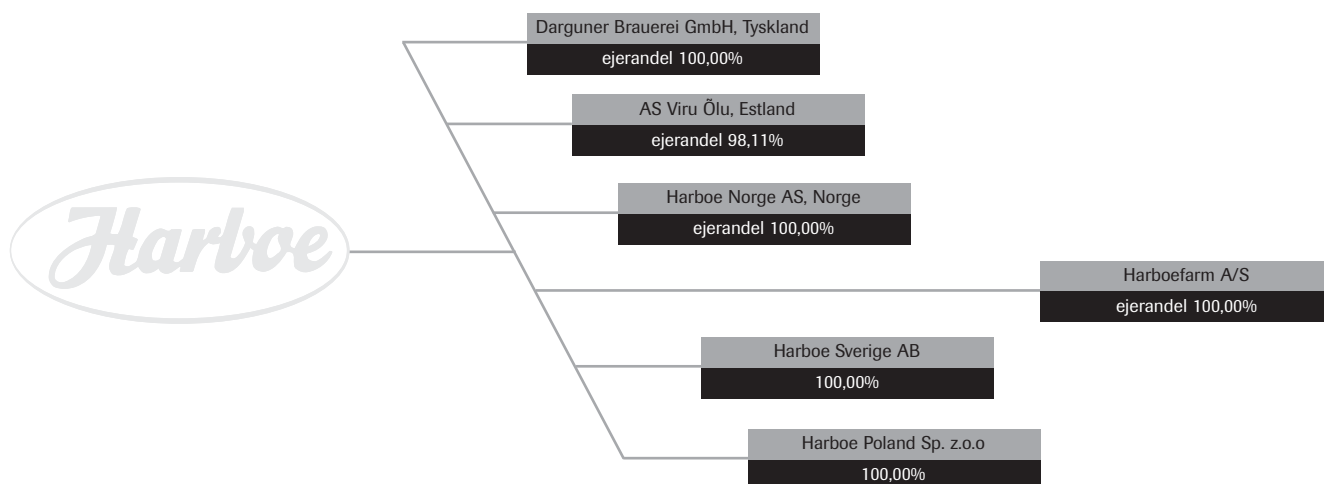 Darguner Brauerei GmbH, Tyskland
ejerandel 100,00%
AS Viru Õlu, Estland
ejerandel 98,11%
Harboe Norge AS, Norge
ejerandel 100,00%
Harboe
Harboefarm A/S
ejerandel 100,00%
Harboe Sverige AB
100,00%
Harboe Poland Sp. z.o.o
100,00%